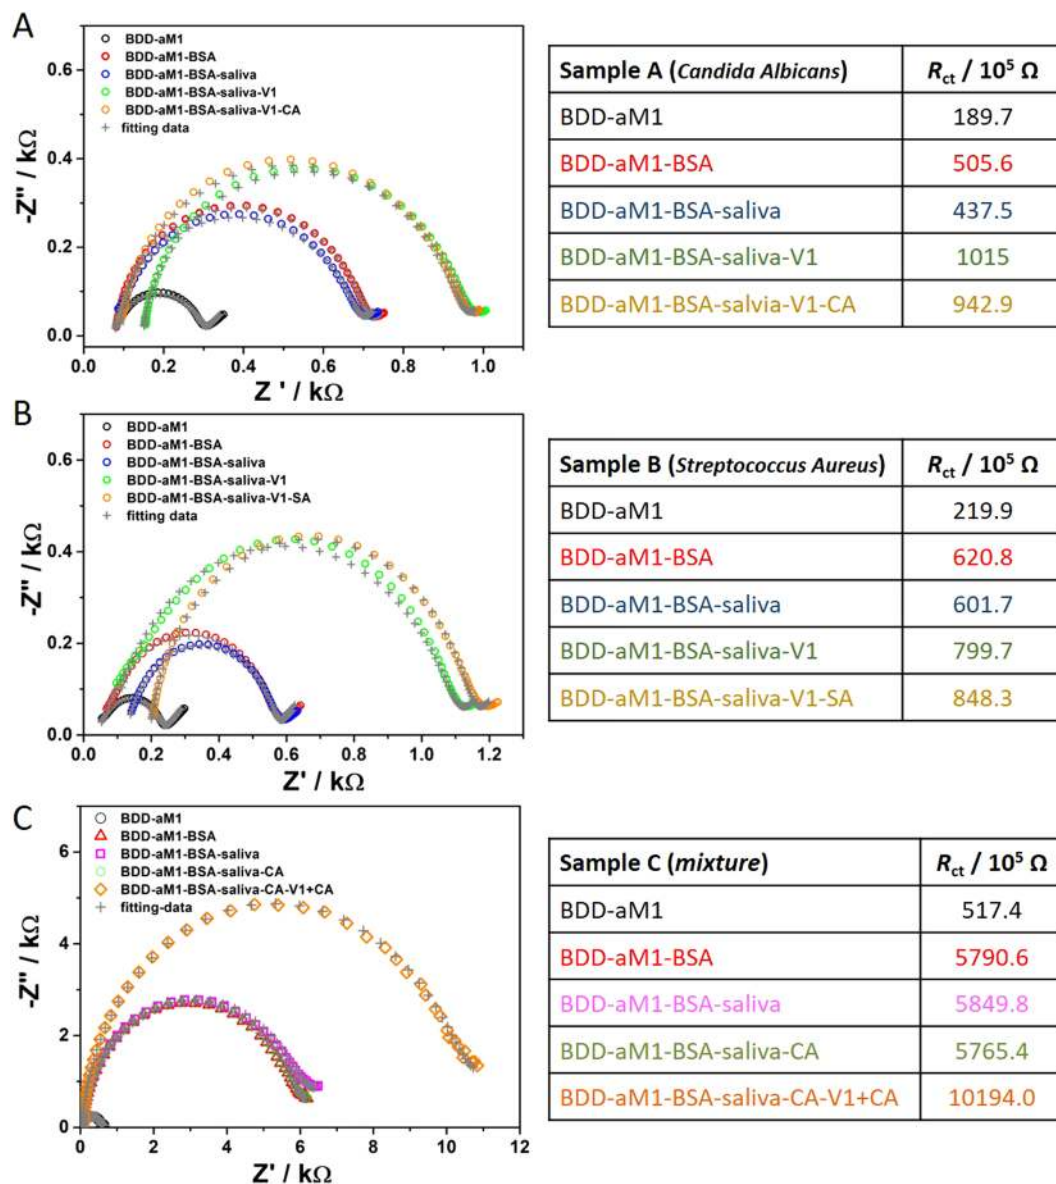 A
0.6
0.4
0.2
0.0
-Z'' / kΩ
BDD-aM1
BDD-aM1-BSA
BDD-aM1-BSA-saliva
BDD-aM1-BSA-saliva-V1
BDD-aM1-BSA-saliva-V1-CA
fitting data
0.0 0.2 0.4 0.6 0.8 1.0
Z ' / kΩ
Sample A (Candida Albicans) Rct / 10⁵ Ω
BDD-aM1 189.7
BDD-aM1-BSA 505.6
BDD-aM1-BSA-saliva 437.5
BDD-aM1-BSA-saliva-V1 1015
BDD-aM1-BSA-salvia-V1-CA 942.9
B
0.6
0.4
0.2
0.0
-Z'' / kΩ
BDD-aM1
BDD-aM1-BSA
BDD-aM1-BSA-saliva
BDD-aM1-BSA-saliva-V1
BDD-aM1-BSA-saliva-V1-SA
fitting data
0.0 0.2 0.4 0.6 0.8 1.0 1.2
Z' / kΩ
Sample B (Streptococcus Aureus) Rct / 10⁵ Ω
BDD-aM1 219.9
BDD-aM1-BSA 620.8
BDD-aM1-BSA-saliva 601.7
BDD-aM1-BSA-saliva-V1 799.7
BDD-aM1-BSA-saliva-V1-SA 848.3
C
6
4
2
0
-Z'' / kΩ
BDD-aM1
BDD-aM1-BSA
BDD-aM1-BSA-saliva
BDD-aM1-BSA-saliva-CA
BDD-aM1-BSA-saliva-CA-V1+CA
fitting-data
0 2 4 6 8 10 12
Z' / kΩ
Sample C (mixture) Rct / 10⁵ Ω
BDD-aM1 517.4
BDD-aM1-BSA 5790.6
BDD-aM1-BSA-saliva 5849.8
BDD-aM1-BSA-saliva-CA 5765.4
BDD-aM1-BSA-saliva-CA-V1+CA 10194.0